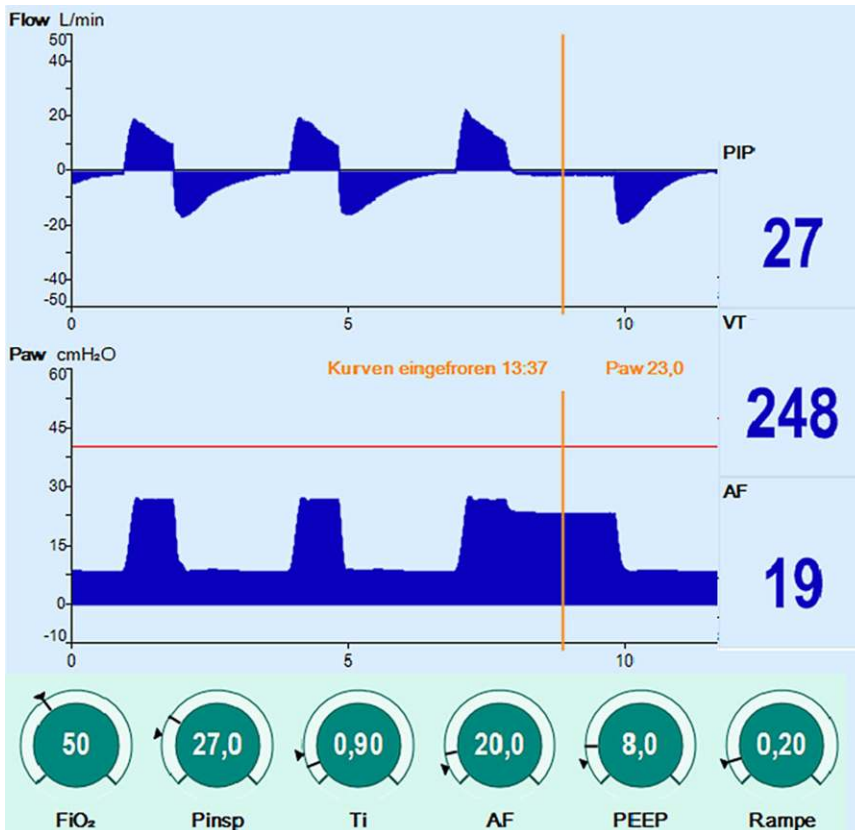 Flow L/min
50
40
20
0
-20
-40
-50
0
5
10
PIP
27
VT
248
AF
19
Paw cmH₂O
Kurven eingefroren 13:37
Paw 23,0
60
45
30
15
0
-10
0
5
10
50
27,0
0,90
20,0
8,0
0,20
FiO₂
Pinsp
Ti
AF
PEEP
Rampe